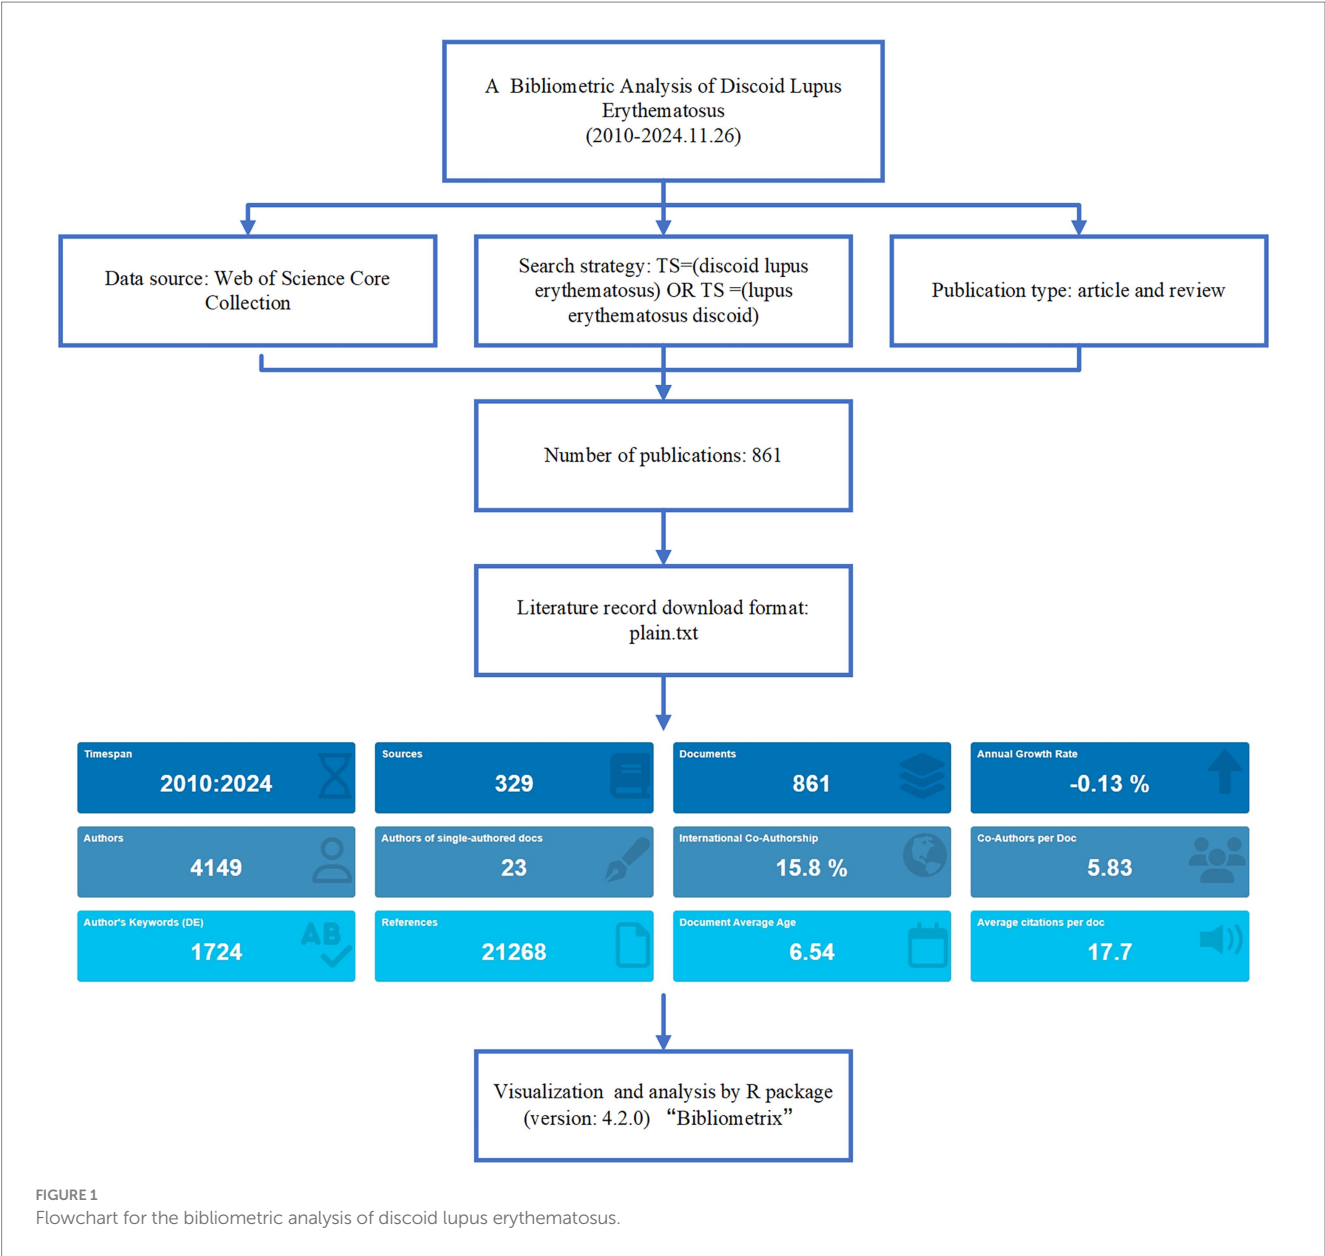 A Bibliometric Analysis of Discoid Lupus
Erythematosus
(2010-2024.11.26)
Data source: Web of Science Core
Collection
Search strategy: TS=(discoid lupus
erythematosus) OR TS =(lupus
erythematosus discoid)
Publication type: article and review
Number of publications: 861
Literature record download format:
plain.txt
Timespan
2010:2024
Sources
329
Documents
861
Annual Growth Rate
-0.13 %
Authors
4149
Authors of single-authored docs
23
International Co-Authorship
15.8 %
Co-Authors per Doc
5.83
Author's Keywords (DE)
1724
AB
References
21268
Document Average Age
6.54
Average citations per doc
17.7
Visualization and analysis by R package
(version: 4.2.0) “Bibliometrix”
FIGURE 1
Flowchart for the bibliometric analysis of discoid lupus erythematosus.